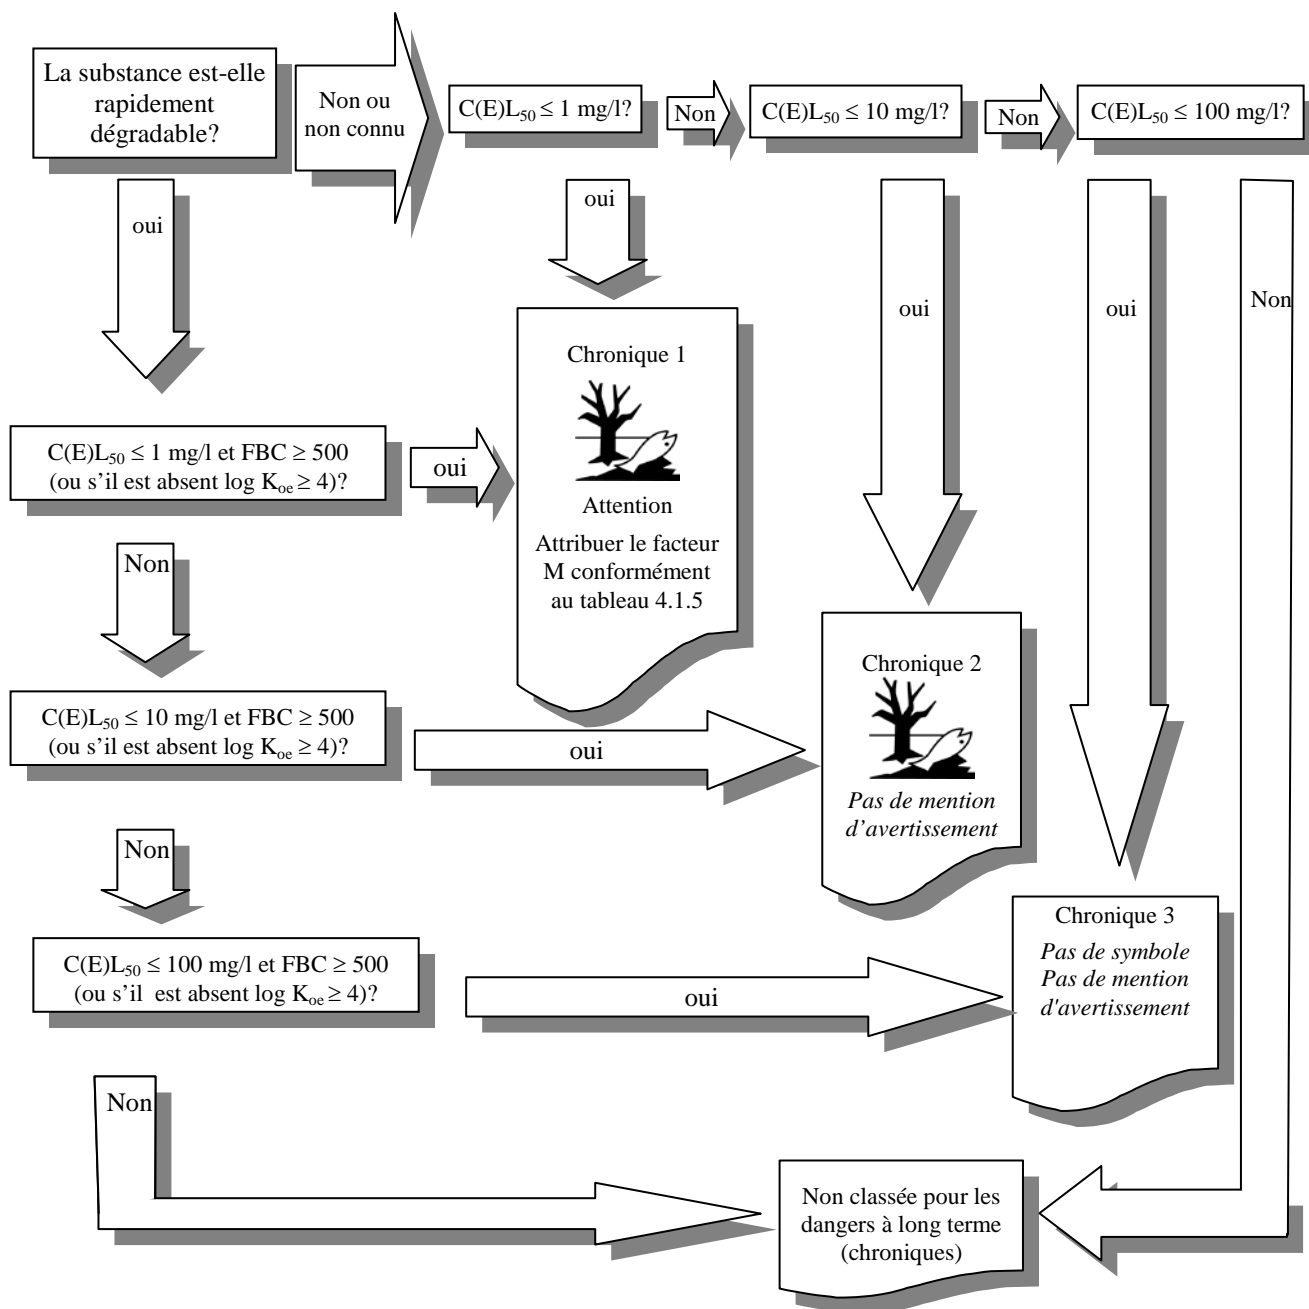 La substance est-elle
rapidement
dégradable?
Non ou
non connu
C(E)L50 ≤ 1 mg/l?
Non
C(E)L50 ≤ 10 mg/l?
Non
C(E)L50 ≤ 100 mg/l?
oui
oui
oui
oui
Non
Chronique 1
Attention
Attribuer le facteur
M conformément
au tableau 4.1.5
C(E)L50 ≤ 1 mg/l et FBC ≥ 500
(ou s’il est absent log Koe ≥ 4)?
oui
Non
Chronique 2
Pas de mention
d’avertissement
C(E)L50 ≤ 10 mg/l et FBC ≥ 500
(ou s’il est absent log Koe ≥ 4)?
oui
Non
Chronique 3
Pas de symbole
Pas de mention
d'avertissement
C(E)L50 ≤ 100 mg/l et FBC ≥ 500
(ou s’il est absent log Koe ≥ 4)?
oui
Non
Non classée pour les
dangers à long terme
(chroniques)